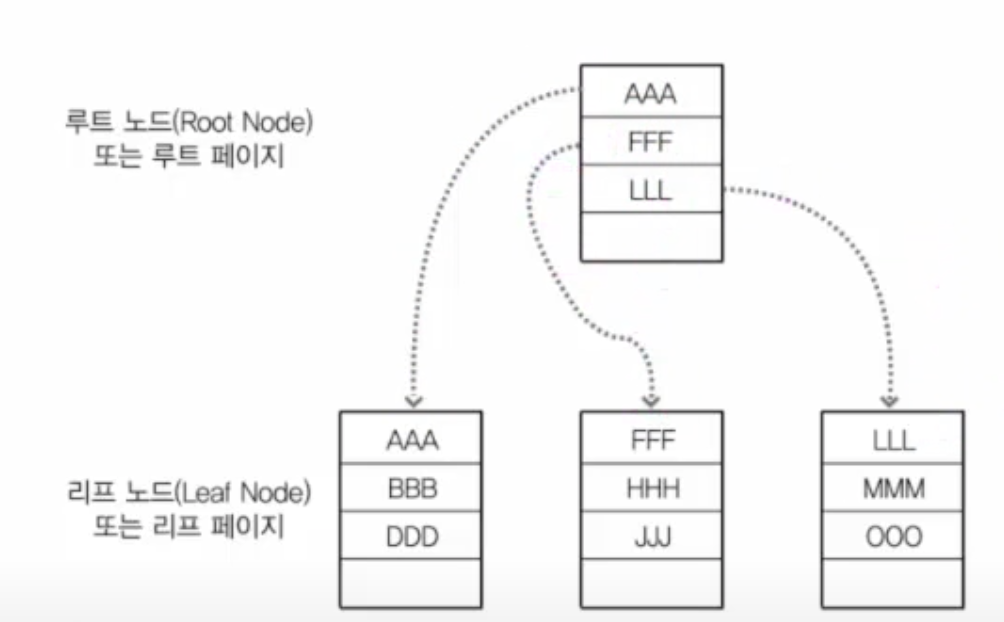 루트 노드(Root Node)
또는 루트 페이지
AAA
FFF
LLL
리프 노드(Leaf Node)
또는 리프 페이지
AAA
BBB
DDD
FFF
HHH
JJJ
LLL
MMM
OOO